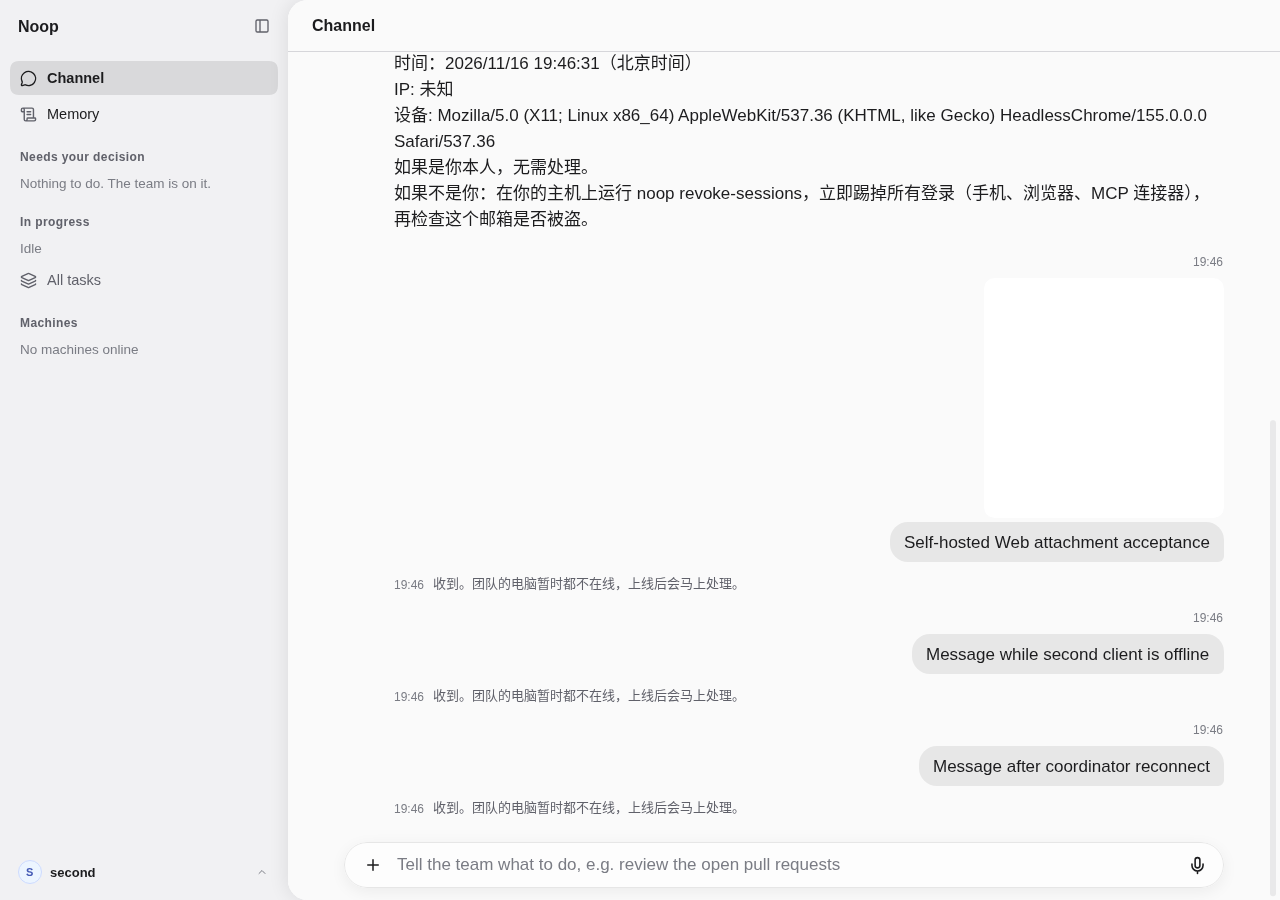 Noop
Channel
Memory
Needs your decision
Nothing to do. The team is on it.
In progress
Idle
All tasks
Machines
No machines online
S second
Channel
时间：2026/11/16 19:46:31（北京时间）
IP: 未知
设备: Mozilla/5.0 (X11; Linux x86_64) AppleWebKit/537.36 (KHTML, like Gecko) HeadlessChrome/155.0.0.0
Safari/537.36
如果是你本人，无需处理。
如果不是你：在你的主机上运行 noop revoke-sessions，立即踢掉所有登录（手机、浏览器、MCP 连接器），
再检查这个邮箱是否被盗。
19:46
Self-hosted Web attachment acceptance
19:46 收到。团队的电脑暂时都不在线，上线后会马上处理。
19:46
Message while second client is offline
19:46 收到。团队的电脑暂时都不在线，上线后会马上处理。
19:46
Message after coordinator reconnect
19:46 收到。团队的电脑暂时都不在线，上线后会马上处理。
Tell the team what to do, e.g. review the open pull requests